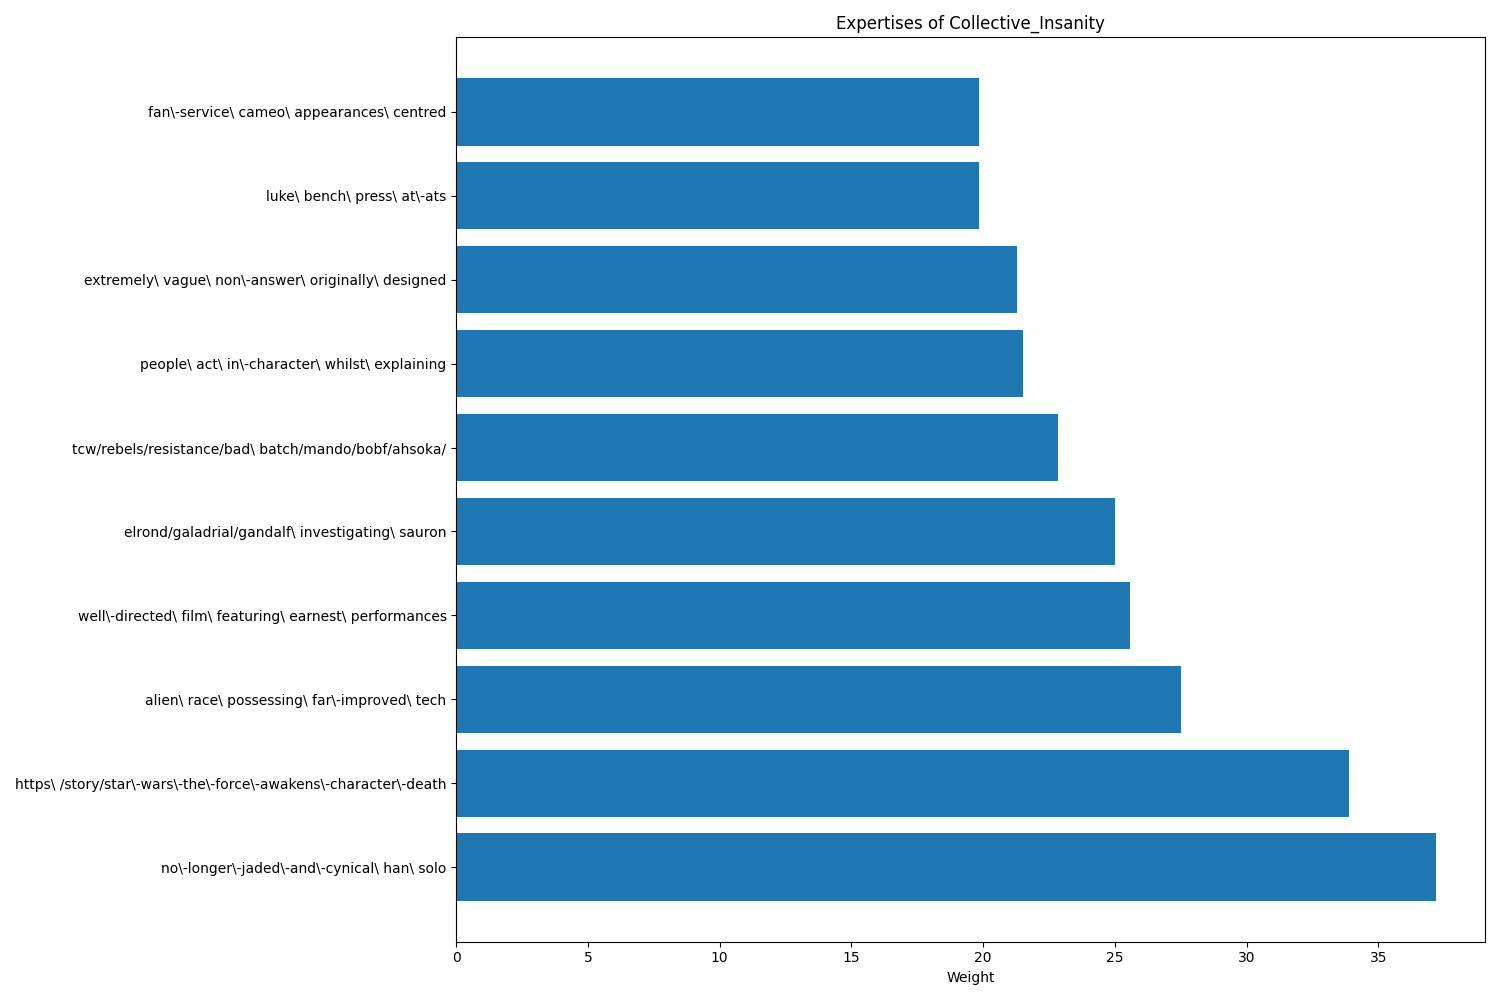 Expertises of Collective_Insanity
fan\-service\ cameo\ appearances\ centred
luke\ bench\ press\ at\-ats
extremely\ vague\ non\-answer\ originally\ designed
people\ act\ in\-character\ whilst\ explaining
tcw/rebels/resistance/bad\ batch/mando/bobf/ahsoka/
elrond/galadrial/gandalf\ investigating\ sauron
well\-directed\ film\ featuring\ earnest\ performances
alien\ race\ possessing\ far\-improved\ tech
https\ /story/star\-wars\-the\-force\-awakens\-character\-death
no\-longer\-jaded\-and\-cynical\ han\ solo
0 5 10 15 20 25 30 35
Weight